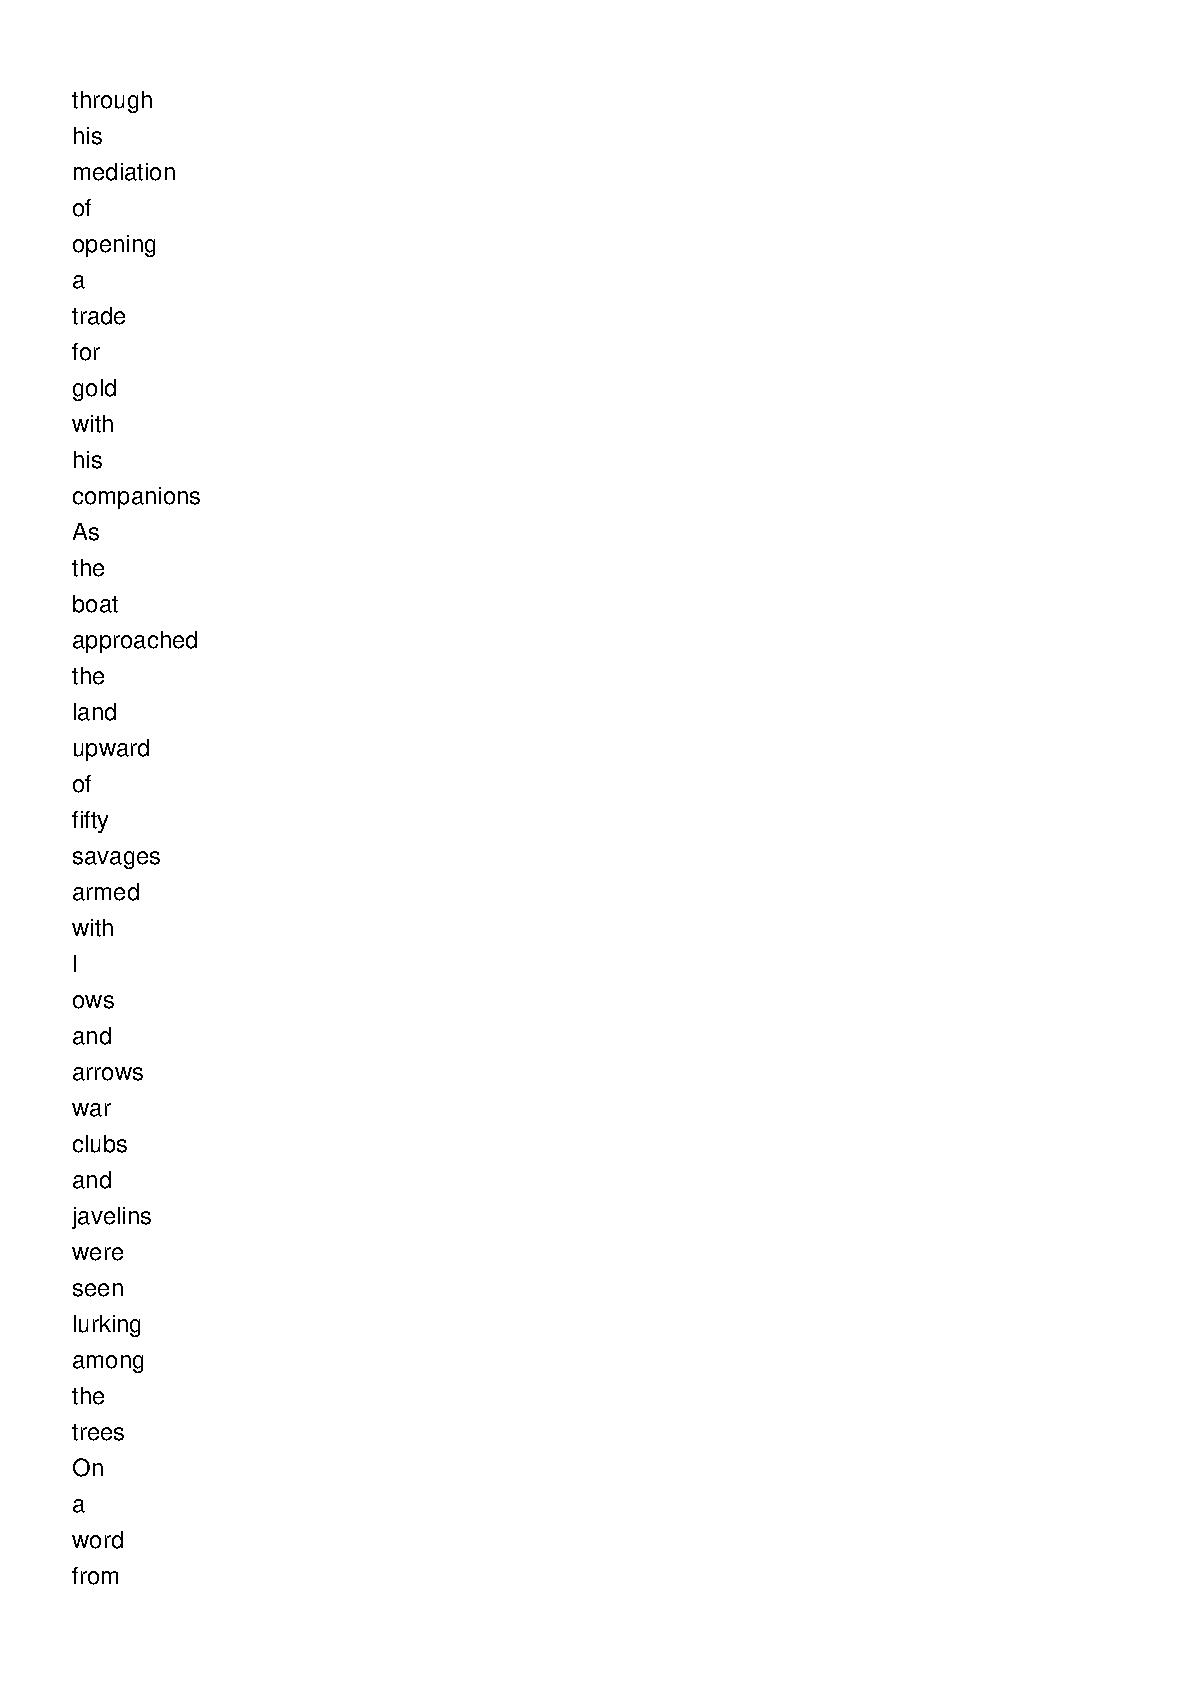 through
his
mediation
of
opening
a
trade
for
gold
with
his
companions
As
the
boat
approached
the
land
upward
of
fifty
savages
armed
with
l
ows
and
arrows
war
clubs
and
javelins
were
seen
lurking
among
the
trees
On
a
word
from